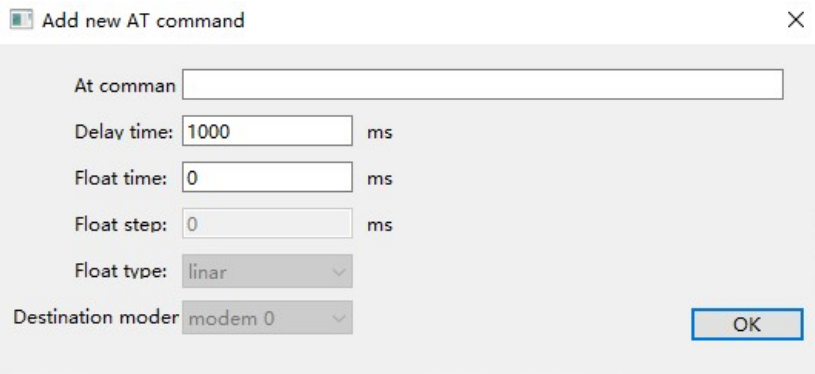 Add new AT command
At comman
Delay time: 1000 ms
Float time: 0 ms
Float step: 0 ms
Float type: linar
Destination moder modem 0
OK